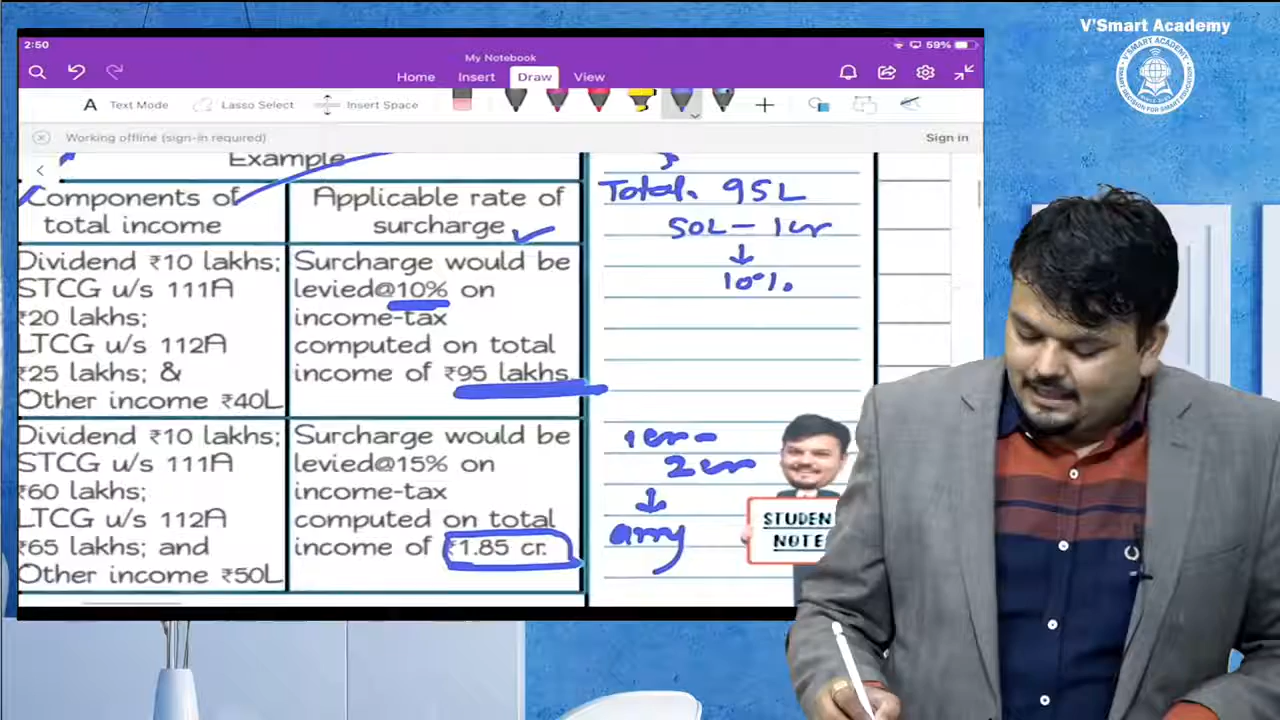 V'Smart Academy
2:50
59%
My Notebook
Home Insert Draw View
Text Mode Lasso Select Insert Space
Working offline (sign-in required) Sign in
Example
Components of total income
Applicable rate of surcharge
Dividend ₹10 lakhs;
STCG u/s 111A
₹20 lakhs;
LTCG u/s 112A
₹25 lakhs; &
Other income ₹40L
Surcharge would be
levied@10% on
income-tax
computed on total
income of ₹95 lakhs.
Dividend ₹10 lakhs;
STCG u/s 111A
₹60 lakhs;
LTCG u/s 112A
₹65 lakhs; and
Other income ₹50L
Surcharge would be
levied@15% on
income-tax
computed on total
income of ₹1.85 cr.
Total. 95L
50L - 1cr
10%.
1cr -
2cr
STUDEN
NOTE